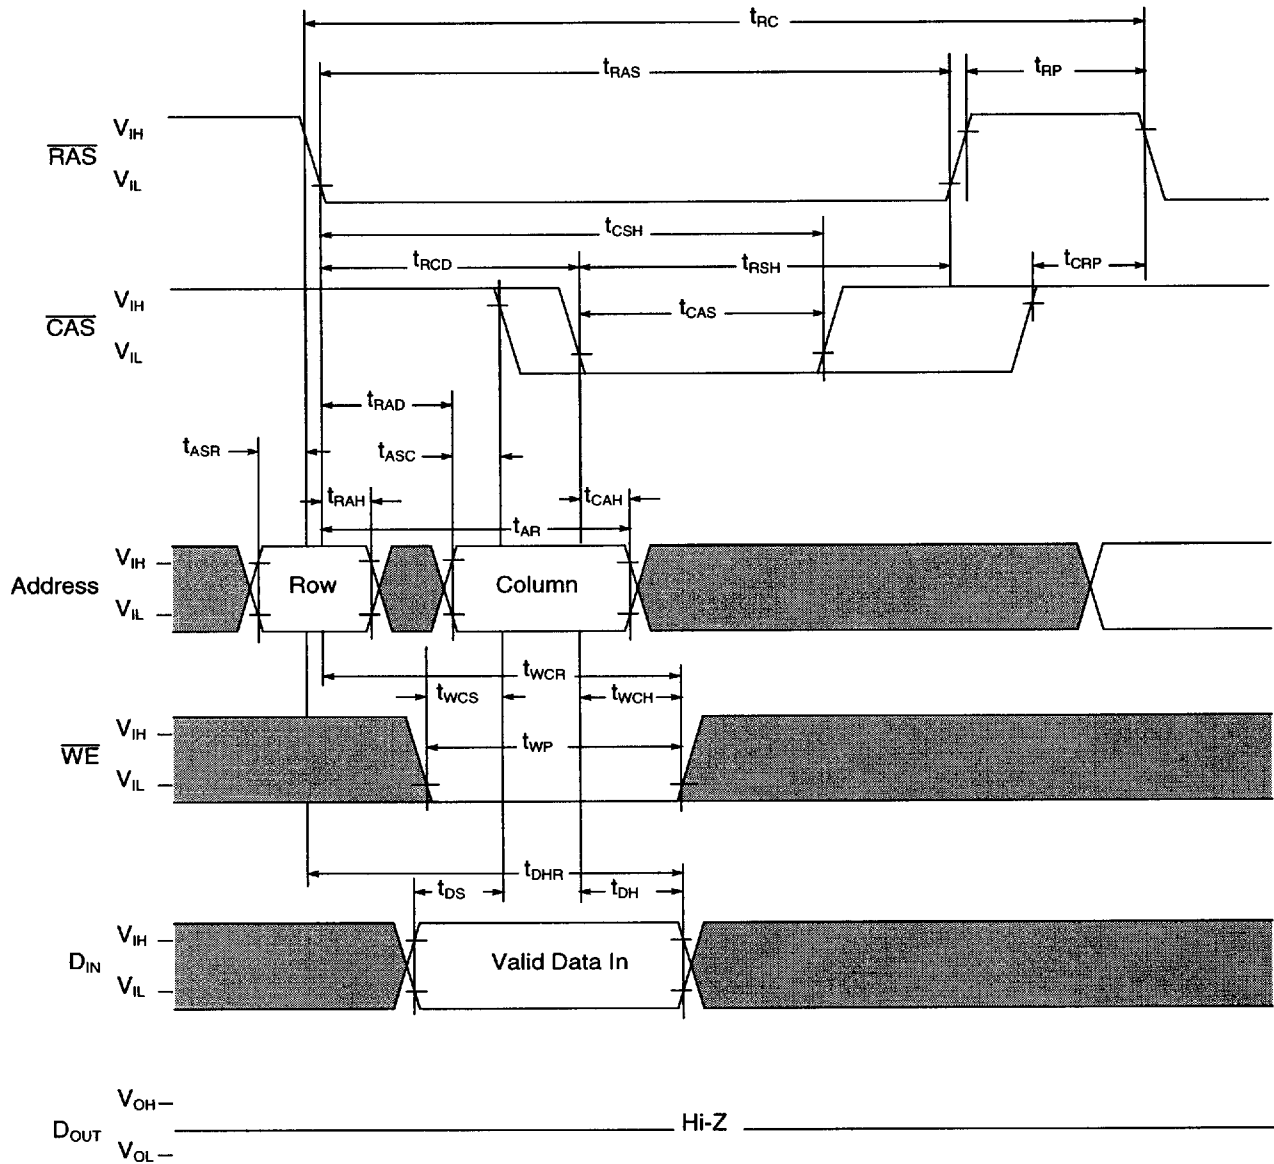 tRC
tRAS
tRP
VIH
RAS
VIL
tCSH
tRCD
tRSH
tCRP
VIH
tCAS
CAS
VIL
tRAD
tASR
tASC
tRAH
tCAH
tAR
VIH
Address
Row
Column
VIL
tWCR
tWCS
tWCH
VIH
tWP
WE
VIL
tDHR
tDS
tDH
VIH
DIN
Valid Data In
VIL
VOH
Hi-Z
DOUT
VOL